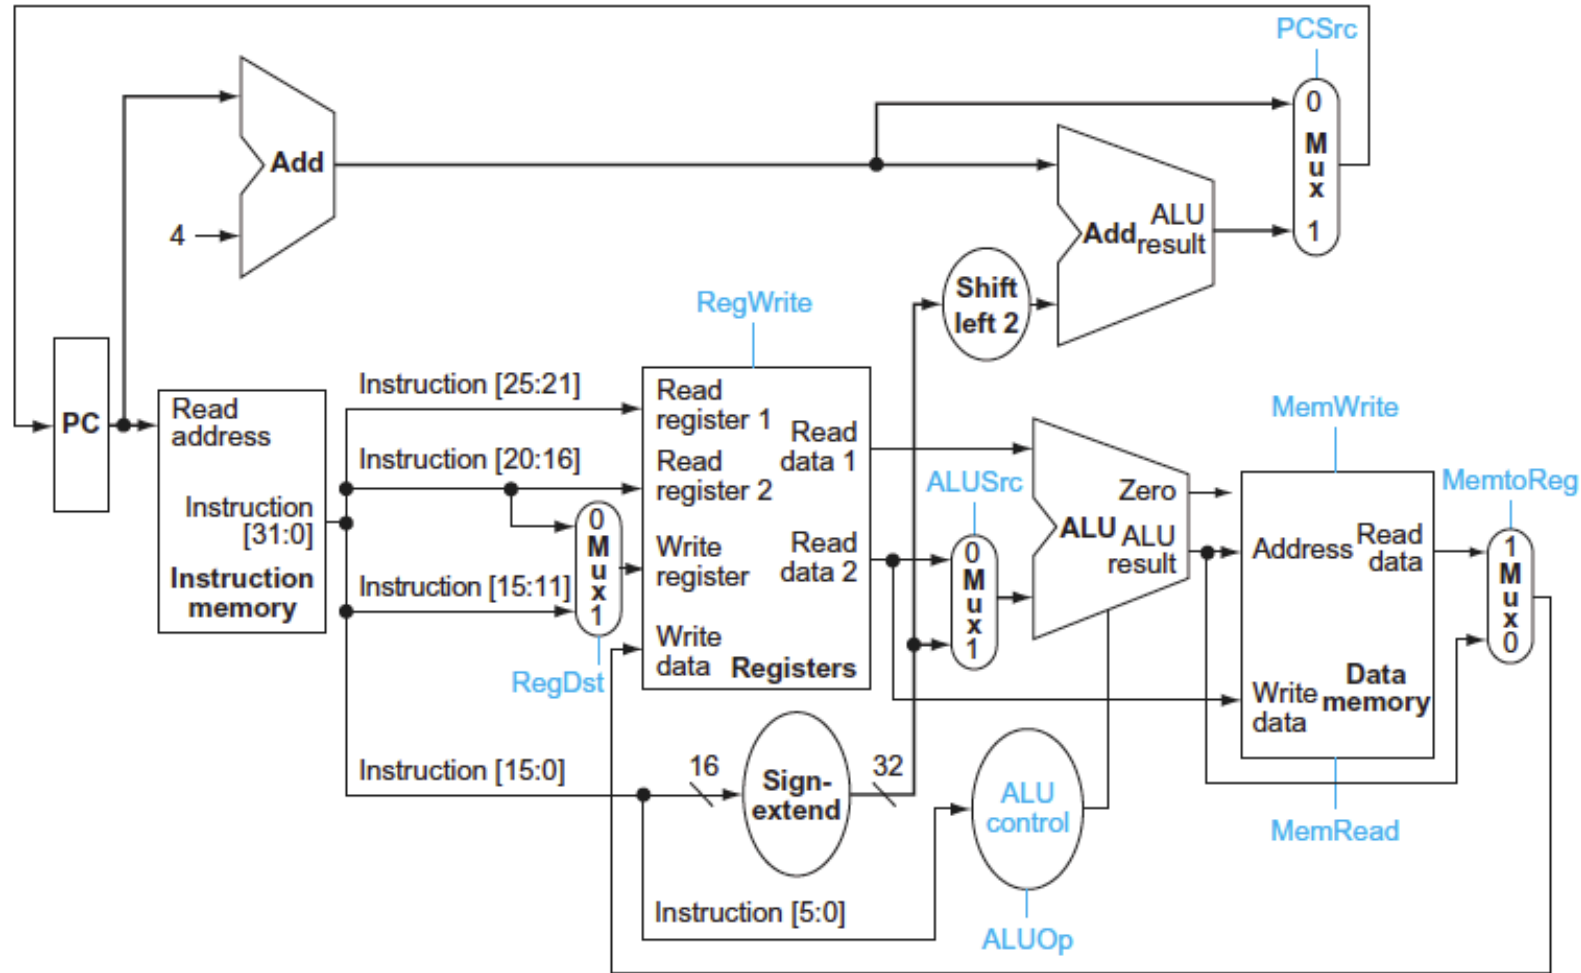 PCSrc
0
M
u
x
1
Add
4
Add
ALU
result
Shift
left 2
RegWrite
PC
Read
address
Instruction
[31:0]
Instruction
memory
Instruction [25:21]
Instruction [20:16]
Instruction [15:11]
Instruction [15:0]
Instruction [5:0]
0
M
u
x
1
RegDst
Read
register 1
Read
register 2
Write
register
Write
data
Read
data 1
Read
data 2
Registers
16
Sign-
extend
32
ALUSrc
0
M
u
x
1
Zero
ALU
ALU
result
ALU
control
ALUOp
MemWrite
Address
Read
data
Write
data
Data
memory
MemRead
MemtoReg
1
M
u
x
0